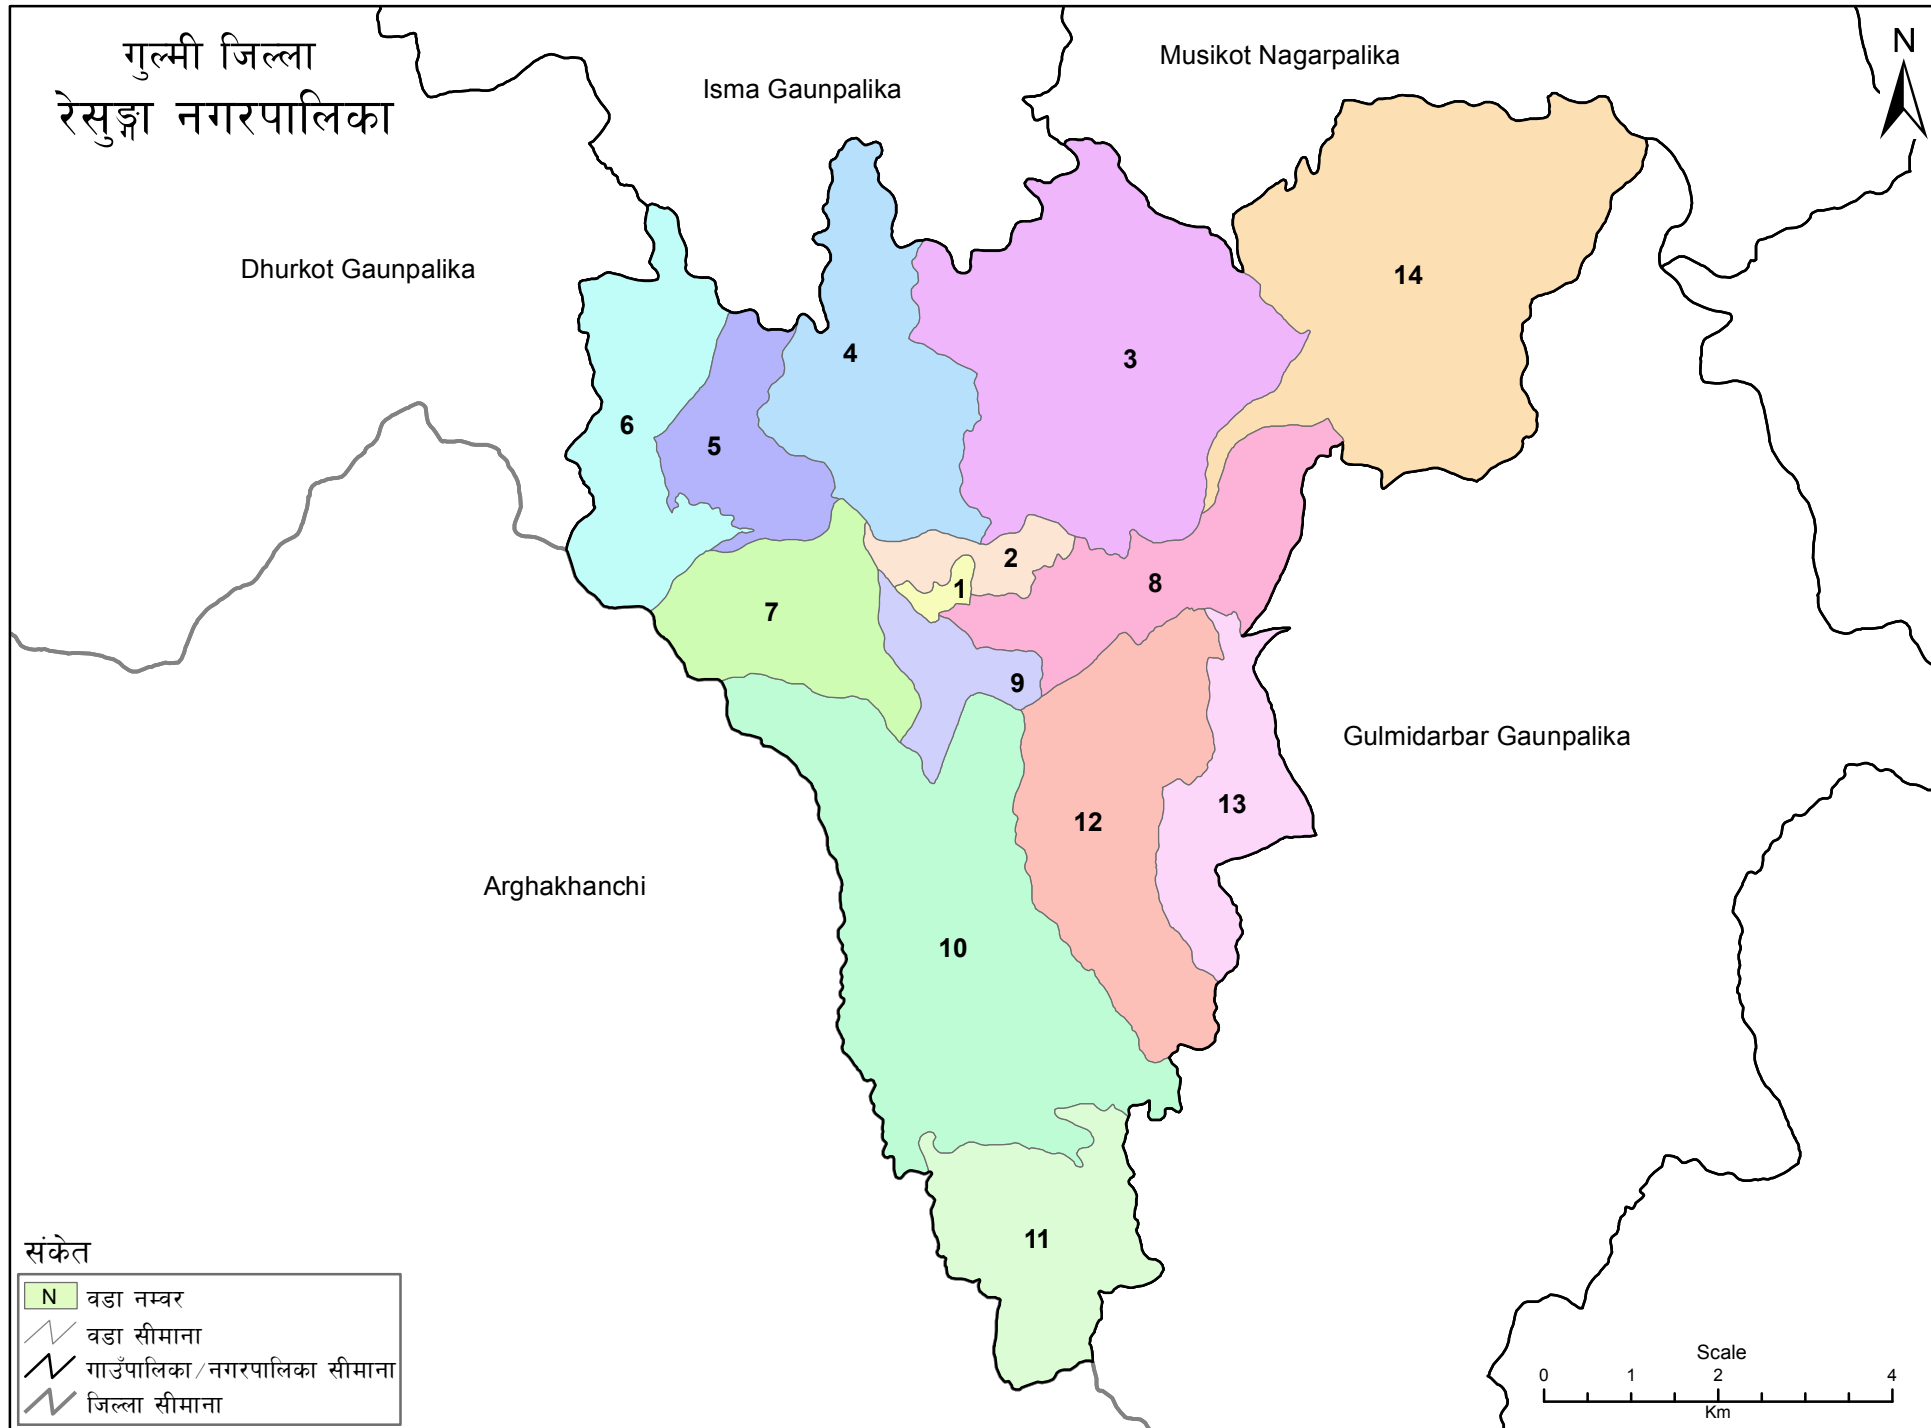 गुल्मी जिल्ला
रेसुङ्गा नगरपालिका
Isma Gaunpalika
Musikot Nagarpalika
N
Dhurkot Gaunpalika
14
4
3
6
5
2
1
8
7
9
Gulmidarbar Gaunpalika
13
12
Arghakhanchi
10
11
संकेत
N वडा नम्वर
वडा सीमाना
गाउँपालिका/नगरपालिका सीमाना
जिल्ला सीमाना
Scale
0 1 2 4
Km